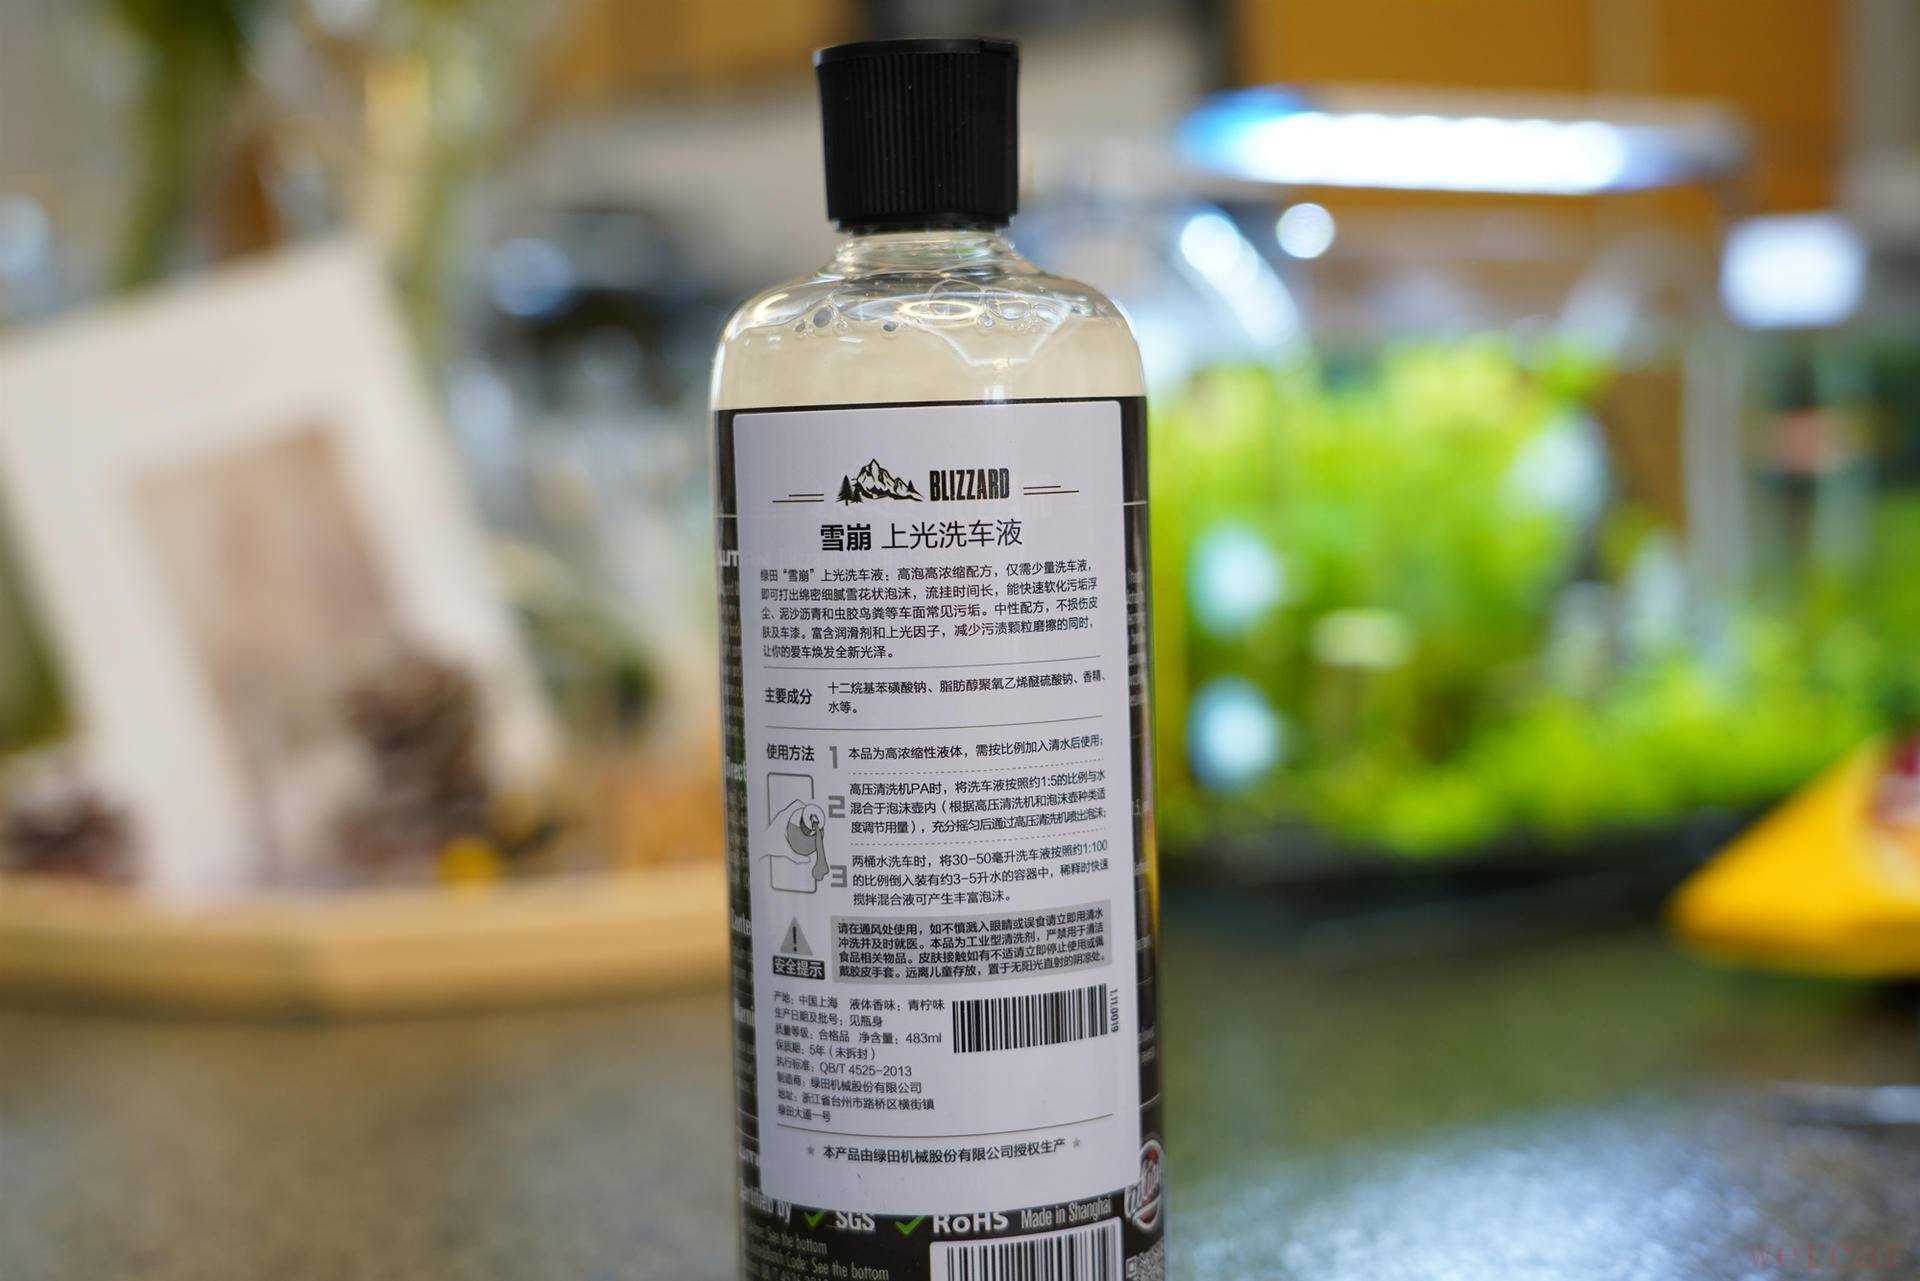 BLIZZARD
雪崩 上光洗车液
绿田“雪崩”上光洗车液：高泡高浓缩配方，仅需少量洗车液，
即可打出绵密细腻雪花状泡沫，流挂时间长，能快速软化污垢浮
尘、泥沙沥青和虫胶鸟粪等车面常见污垢。中性配方，不损伤皮
肤及车漆。富含润滑剂和上光因子，减少污渍颗粒磨擦的同时，
让你的爱车焕发全新光泽。
主要成分
十二烷基苯磺酸钠、脂肪醇聚氧乙烯醚硫酸钠、香精、
水等。
使用方法
1 本品为高浓缩性液体，需按比例加入清水后使用；
2 高压清洗机PA时，将洗车液按照约1:5的比例与水
混合于泡沫壶内（根据高压清洗机和泡沫壶种类适
度调节用量），充分摇匀后通过高压清洗机喷出泡沫；
3 两桶水洗车时，将30-50毫升洗车液按照约1:100
的比例倒入装有约3-5升水的容器中，稀释时快速
搅拌混合液可产生丰富泡沫。
安全提示
请在通风处使用，如不慎溅入眼睛或误食请立即用清水
冲洗并及时就医。本品为工业型清洗剂，严禁用于清洁
食品相关物品。皮肤接触如有不适请立即停止使用或佩
戴胶皮手套。远离儿童存放，置于无阳光直射的阴凉处。
产地：中国上海 液体香味：青柠味
生产日期及批号：见瓶身
质量等级：合格品 净含量：483ml
保质期：5年（未拆封）
执行标准：QB/T 4525-2013
制造商：绿田机械股份有限公司
地址：浙江省台州市路桥区横街镇
绿田大道一号
本产品由绿田机械股份有限公司授权生产
by SGS RoHS Made in Shanghai
See the bottom
Code: See the bottom
wetcar